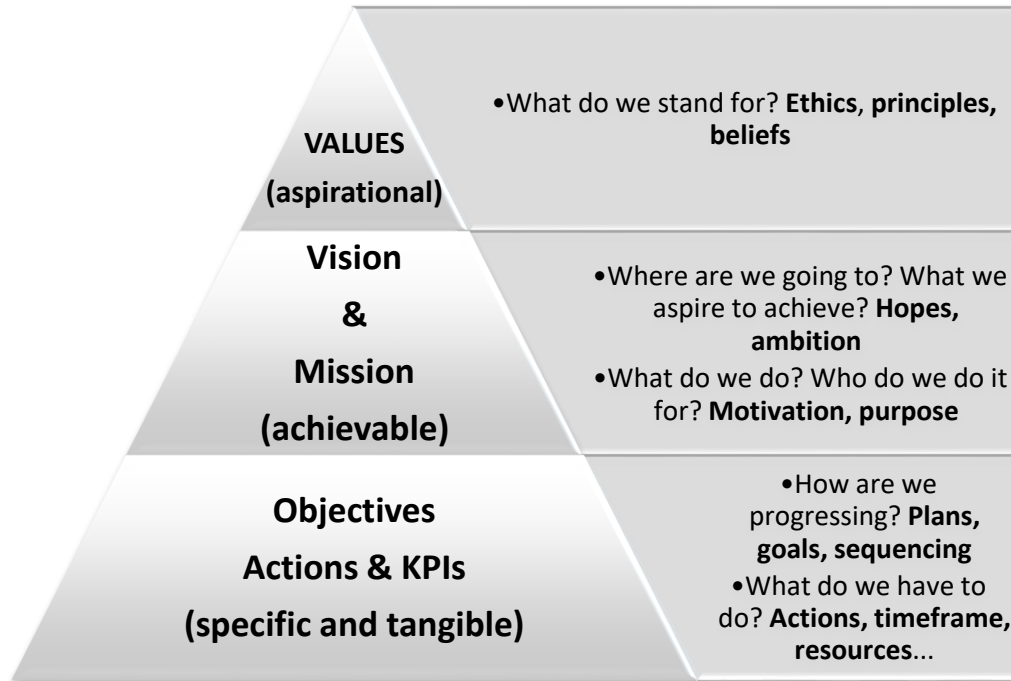 VALUES
(aspirational)
•What do we stand for? Ethics, principles,
beliefs
Vision
&
Mission
(achievable)
•Where are we going to? What we
aspire to achieve? Hopes,
ambition
•What do we do? Who do we do it
for? Motivation, purpose
Objectives
Actions & KPIs
(specific and tangible)
•How are we
progressing? Plans,
goals, sequencing
•What do we have to
do? Actions, timeframe,
resources...